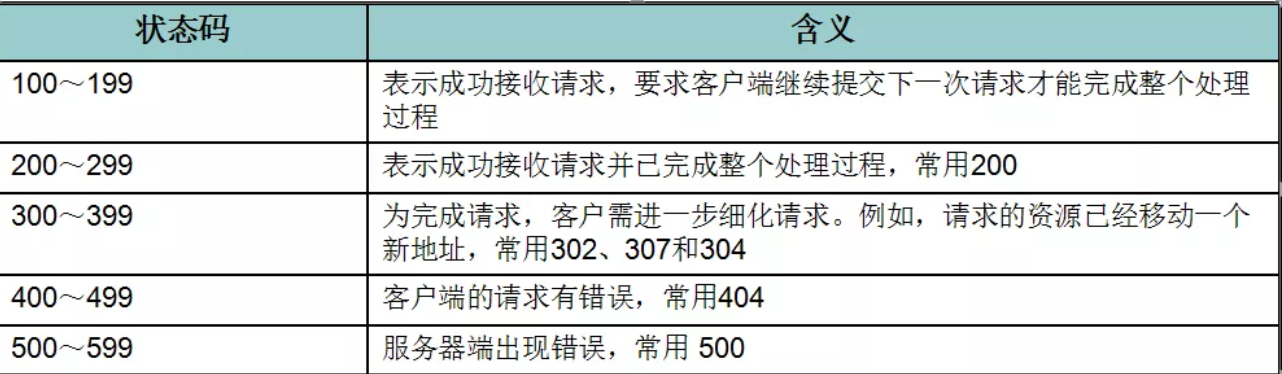 状态码 含义
100～199 表示成功接收请求，要求客户端继续提交下一次请求才能完成整个处理
过程
200～299 表示成功接收请求并已完成整个处理过程，常用200
300～399 为完成请求，客户需进一步细化请求。例如，请求的资源已经移动一个
新地址，常用302、307和304
400～499 客户端的请求有错误，常用404
500～599 服务器端出现错误，常用 500